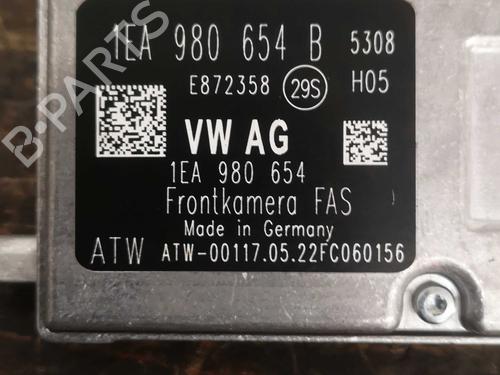 1EA 980 654 B 5308
E872358 29S H05
VW AG
1EA 980 654
Frontkamera FAS
Made in Germany
ATW ATW-00117.05.22FC060156
B-PARTS